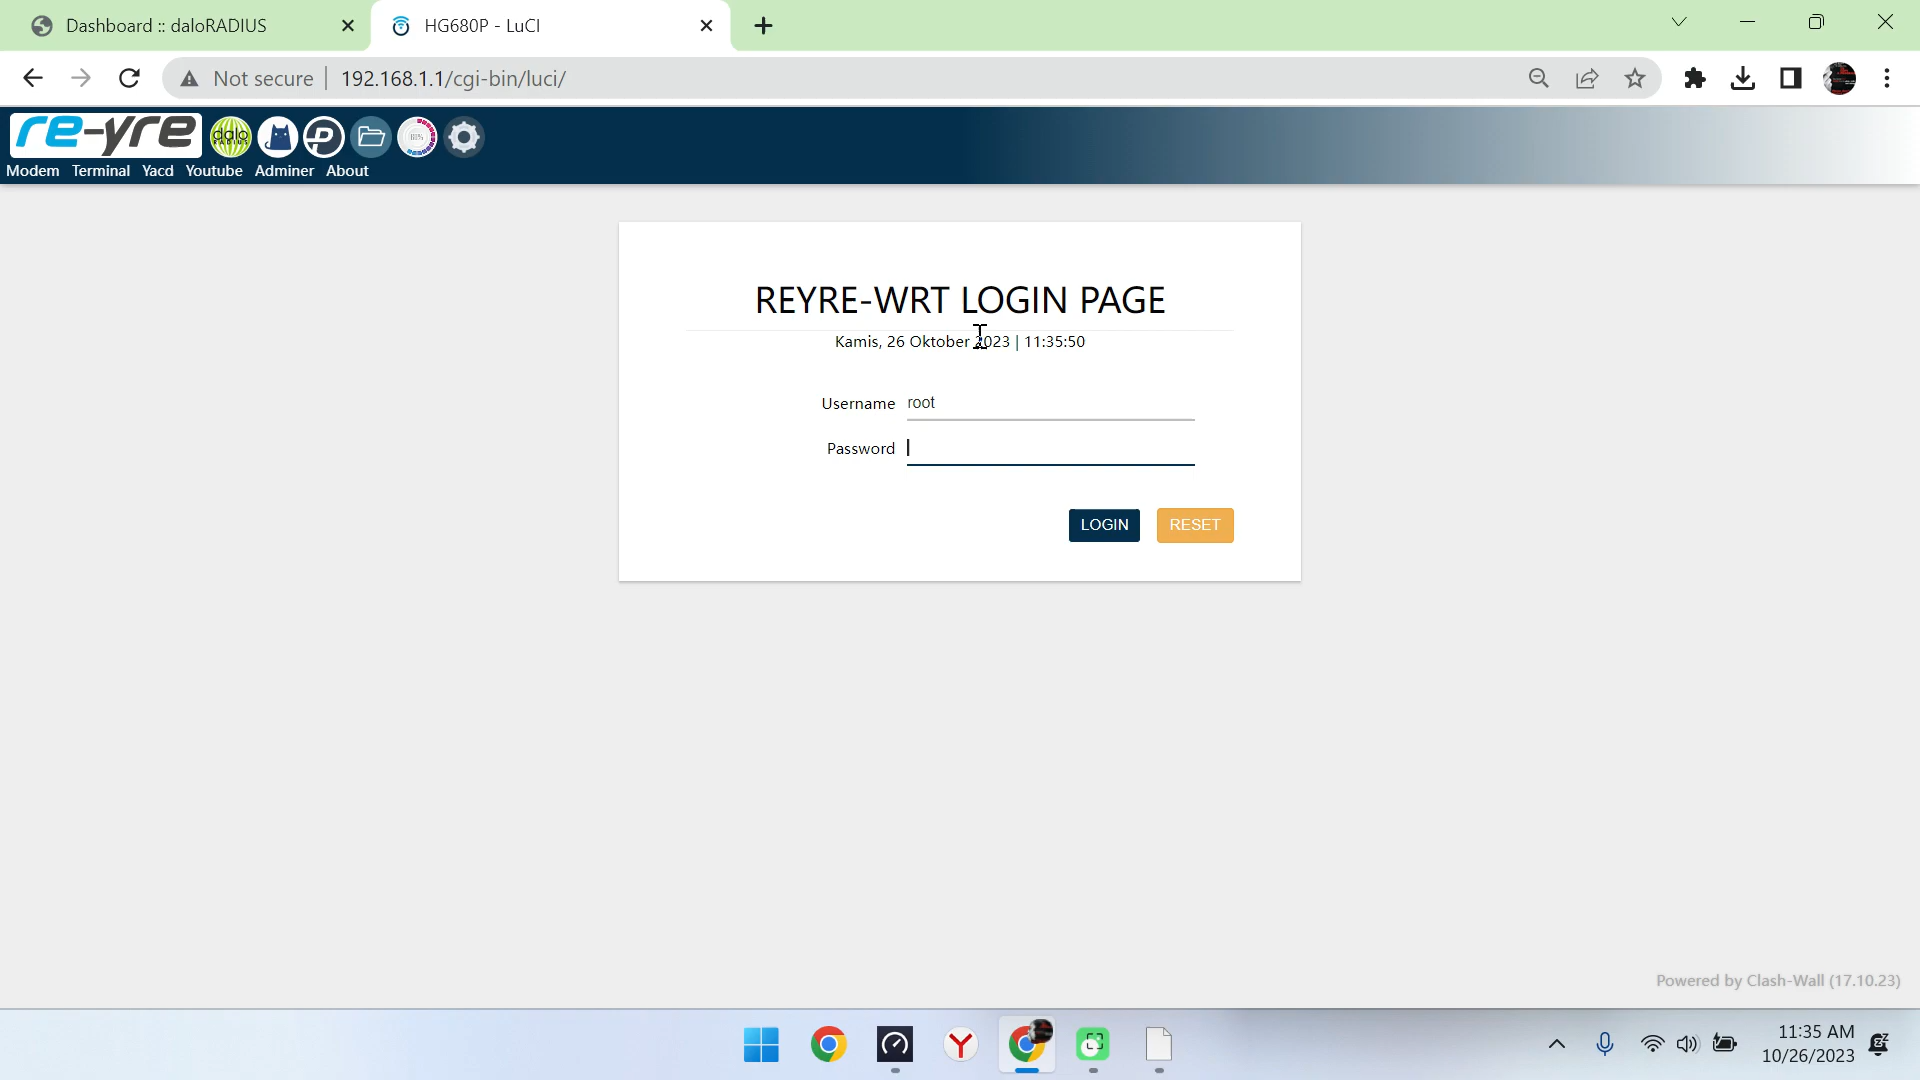 Dashboard :: daloRADIUS
HG680P - LuCI
Not secure
192.168.1.1/cgi-bin/luci/
re-yre
dalo
RADIUS
Modem Terminal Yacd Youtube Adminer About
REYRE-WRT LOGIN PAGE
Kamis, 26 Oktober 2023 | 11:35:50
Username root
Password
LOGIN RESET
Powered by Clash-Wall (17.10.23)
11:35 AM
10/26/2023